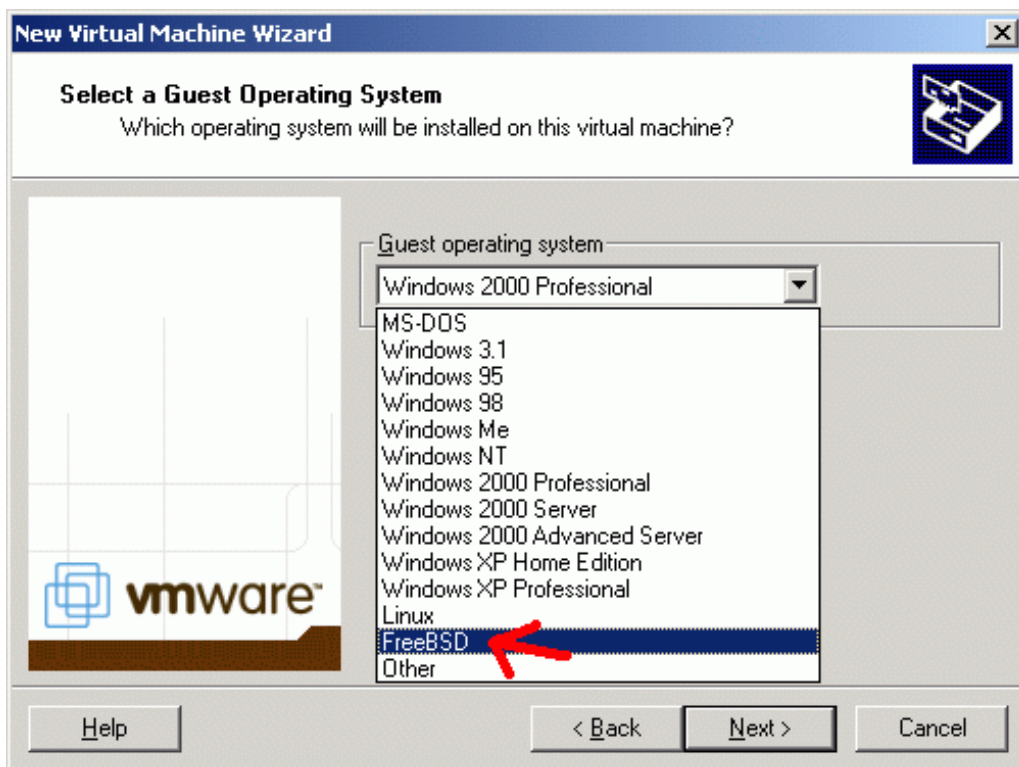 New Virtual Machine Wizard
Select a Guest Operating System
Which operating system will be installed on this virtual machine?
Guest operating system
Windows 2000 Professional
MS-DOS
Windows 3.1
Windows 95
Windows 98
Windows Me
Windows NT
Windows 2000 Professional
Windows 2000 Server
Windows 2000 Advanced Server
Windows XP Home Edition
Windows XP Professional
Linux
FreeBSD
Other
vmware™
Help
< Back
Next >
Cancel